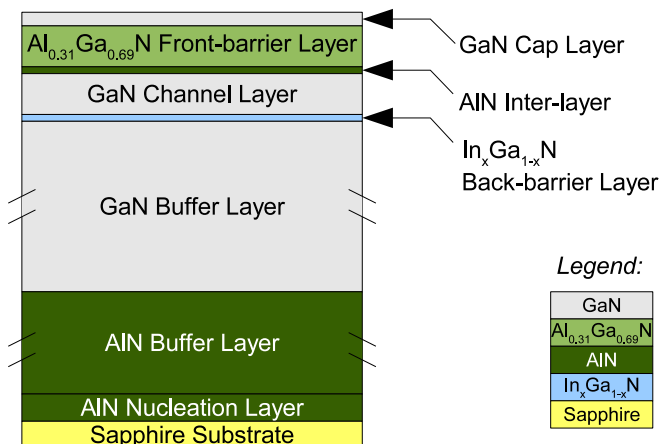 Al₀.₃₁Ga₀.₆₉N Front-barrier Layer
GaN Channel Layer
GaN Buffer Layer
AlN Buffer Layer
AlN Nucleation Layer
Sapphire Substrate
GaN Cap Layer
AlN Inter-layer
InₓGa₁₋ₓN
Back-barrier Layer
Legend:
GaN
Al₀.₃₁Ga₀.₆₉N
AlN
InₓGa₁₋ₓN
Sapphire